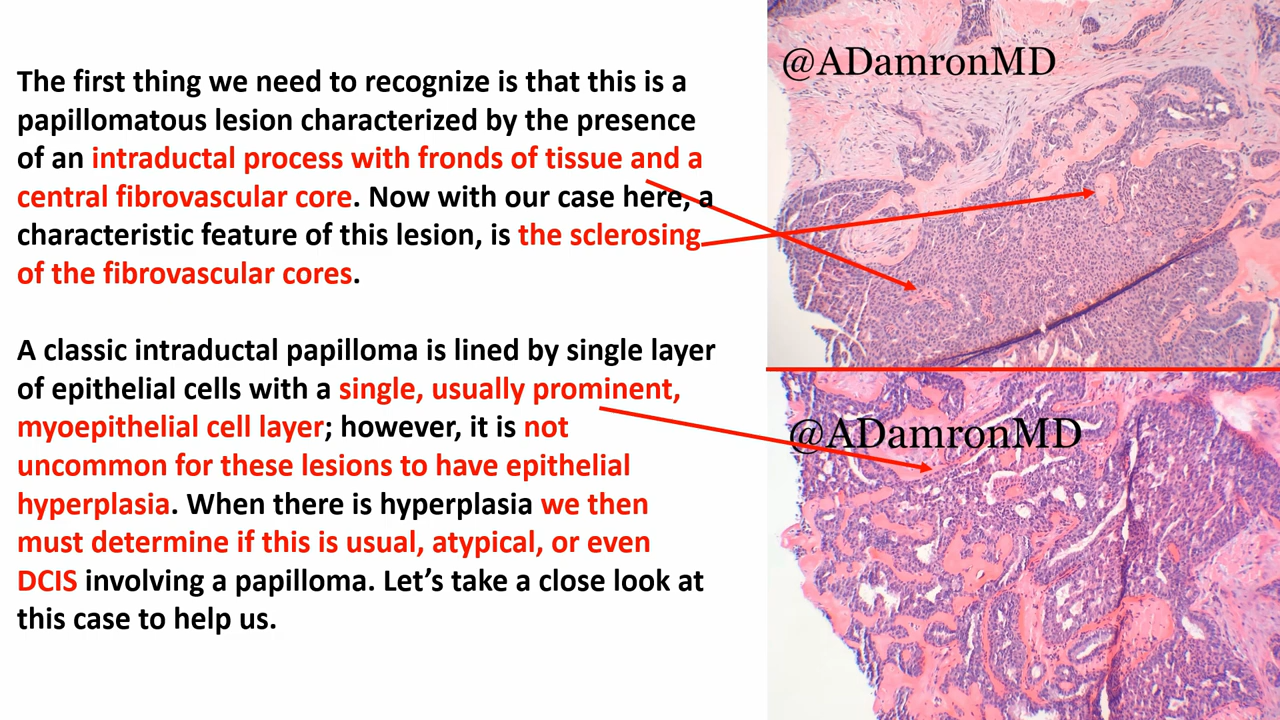 The first thing we need to recognize is that this is a
papillomatous lesion characterized by the presence
of an intraductal process with fronds of tissue and a
central fibrovascular core. Now with our case here, a
characteristic feature of this lesion, is the sclerosing
of the fibrovascular cores.
A classic intraductal papilloma is lined by single layer
of epithelial cells with a single, usually prominent,
myoepithelial cell layer; however, it is not
uncommon for these lesions to have epithelial
hyperplasia. When there is hyperplasia we then
must determine if this is usual, atypical, or even
DCIS involving a papilloma. Let’s take a close look at
this case to help us.
@ADamronMD
@ADamronMD